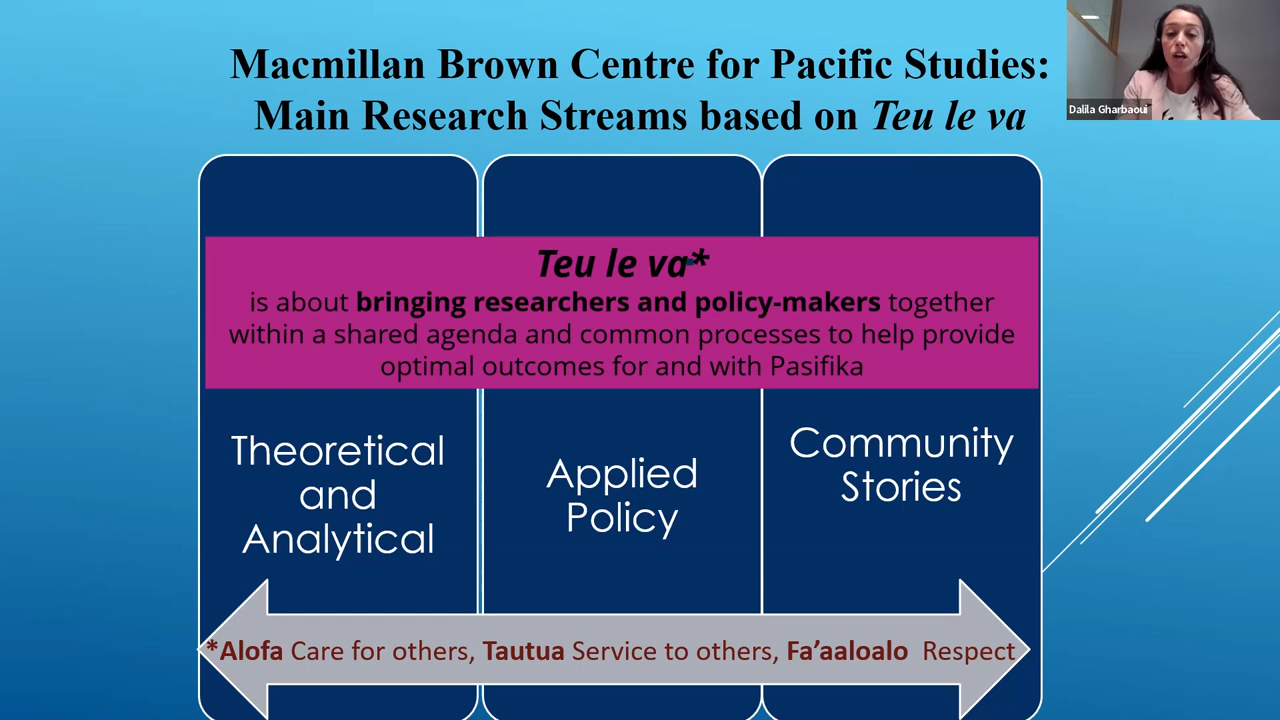 Macmillan Brown Centre for Pacific Studies:
Main Research Streams based on Teu le va
Dalila Gharbaoui
Teu le va*
is about bringing researchers and policy-makers together
within a shared agenda and common processes to help provide
optimal outcomes for and with Pasifika
Theoretical
and
Analytical
Applied
Policy
Community
Stories
*Alofa Care for others, Tautua Service to others, Fa’aaloalo Respect